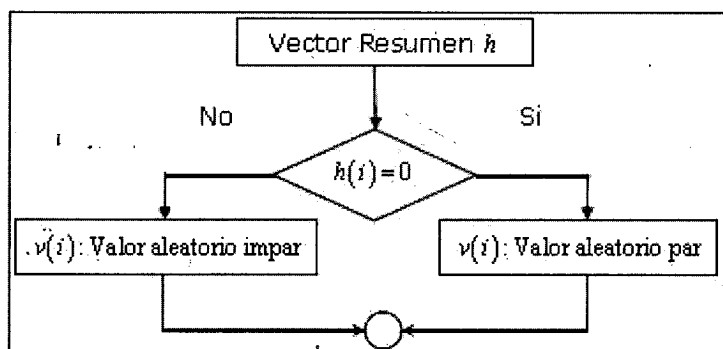 Vector Resumen h
No
Si
h(i)=0
v(i): Valor aleatorio impar
v(i): Valor aleatorio par